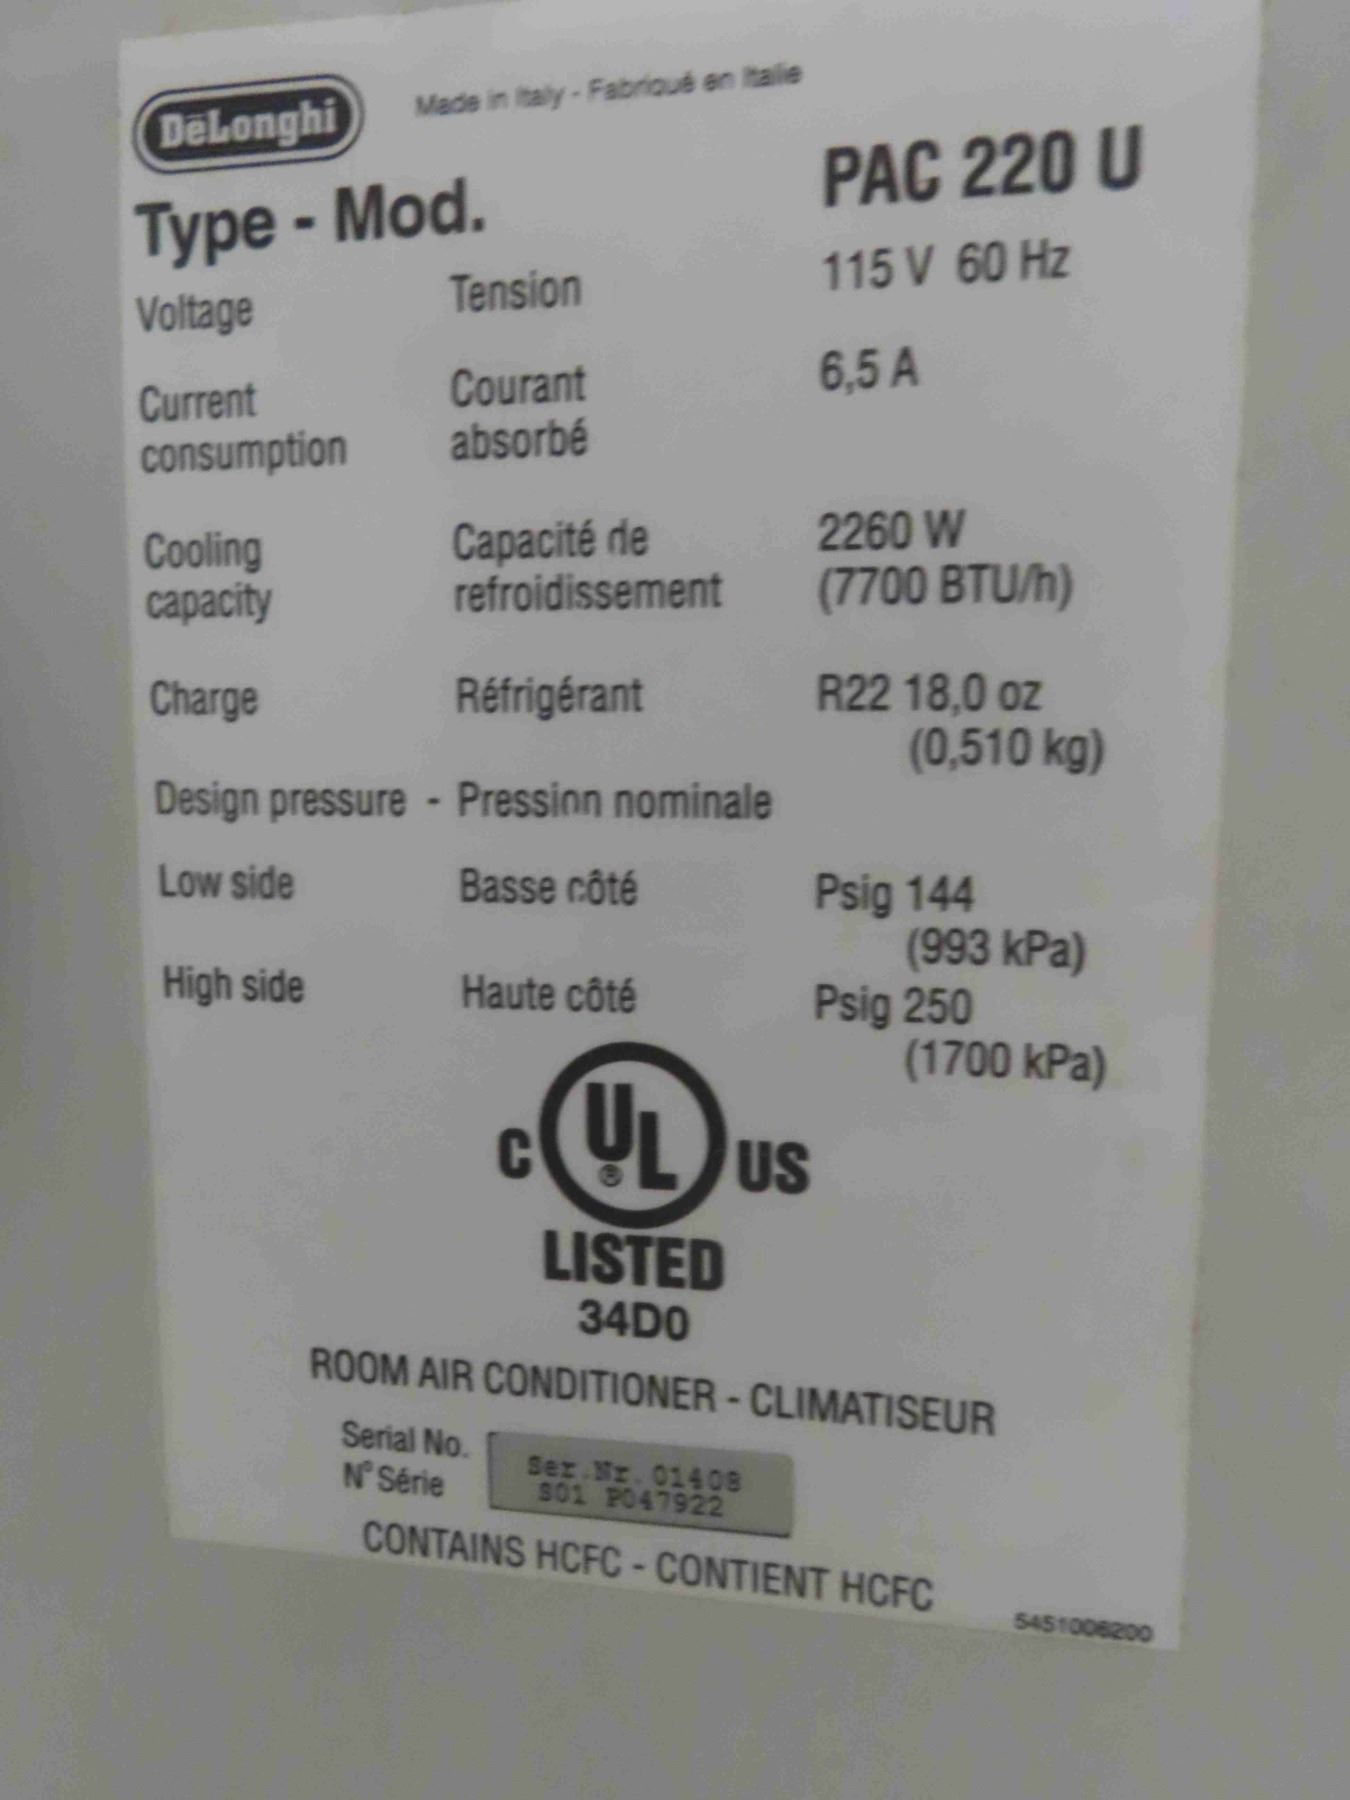 DeLonghi Made in Italy - Fabriqué en Italie
Type - Mod. PAC 220 U
Voltage Tension 115 V 60 Hz
Current Courant 6,5 A
consumption absorbé
Cooling Capacité de 2260 W
capacity refroidissement (7700 BTU/h)
Charge Réfrigérant R22 18,0 oz
(0,510 kg)
Design pressure - Pression nominale
Low side Basse côté Psig 144
(993 kPa)
High side Haute côté Psig 250
(1700 kPa)
C UL® US
LISTED
34D0
ROOM AIR CONDITIONER - CLIMATISEUR
Serial No. Ser.Nr. 01408
N° Série S01 P047922
CONTAINS HCFC - CONTIENT HCFC
5451006200